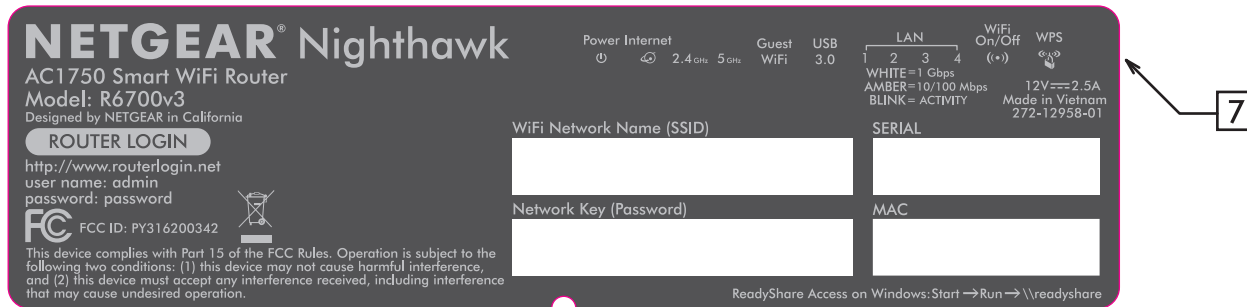 NETGEAR® Nighthawk
AC1750 Smart WiFi Router
Model: R6700v3
Designed by NETGEAR in California
ROUTER LOGIN
http://www.routerlogin.net
user name: admin
password: password
FC FCC ID: PY316200342
This device complies with Part 15 of the FCC Rules. Operation is subject to the
following two conditions: (1) this device may not cause harmful interference,
and (2) this device must accept any interference received, including interference
that may cause undesired operation.
Power Internet
2.4 GHz 5 GHz
Guest
WiFi
USB
3.0
LAN
1 2 3 4
WiFi
On/Off
WPS
WHITE=1 Gbps
AMBER=10/100 Mbps
BLINK= ACTIVITY
12V⎓2.5A
Made in Vietnam
272-12958-01
WiFi Network Name (SSID)
SERIAL
Network Key (Password)
MAC
ReadyShare Access on Windows:Start→Run→\\readyshare
7